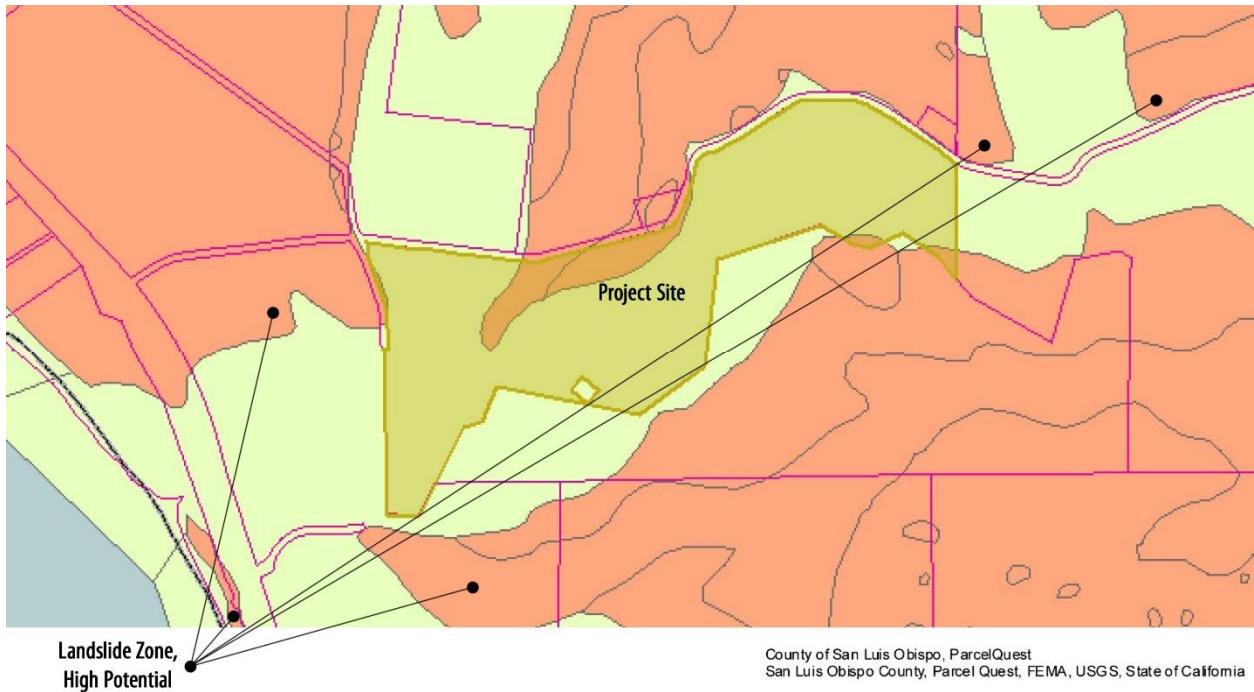 Project Site
Landslide Zone,
High Potential
County of San Luis Obispo, ParcelQuest
San Luis Obispo County, Parcel Quest, FEMA, USGS, State of California